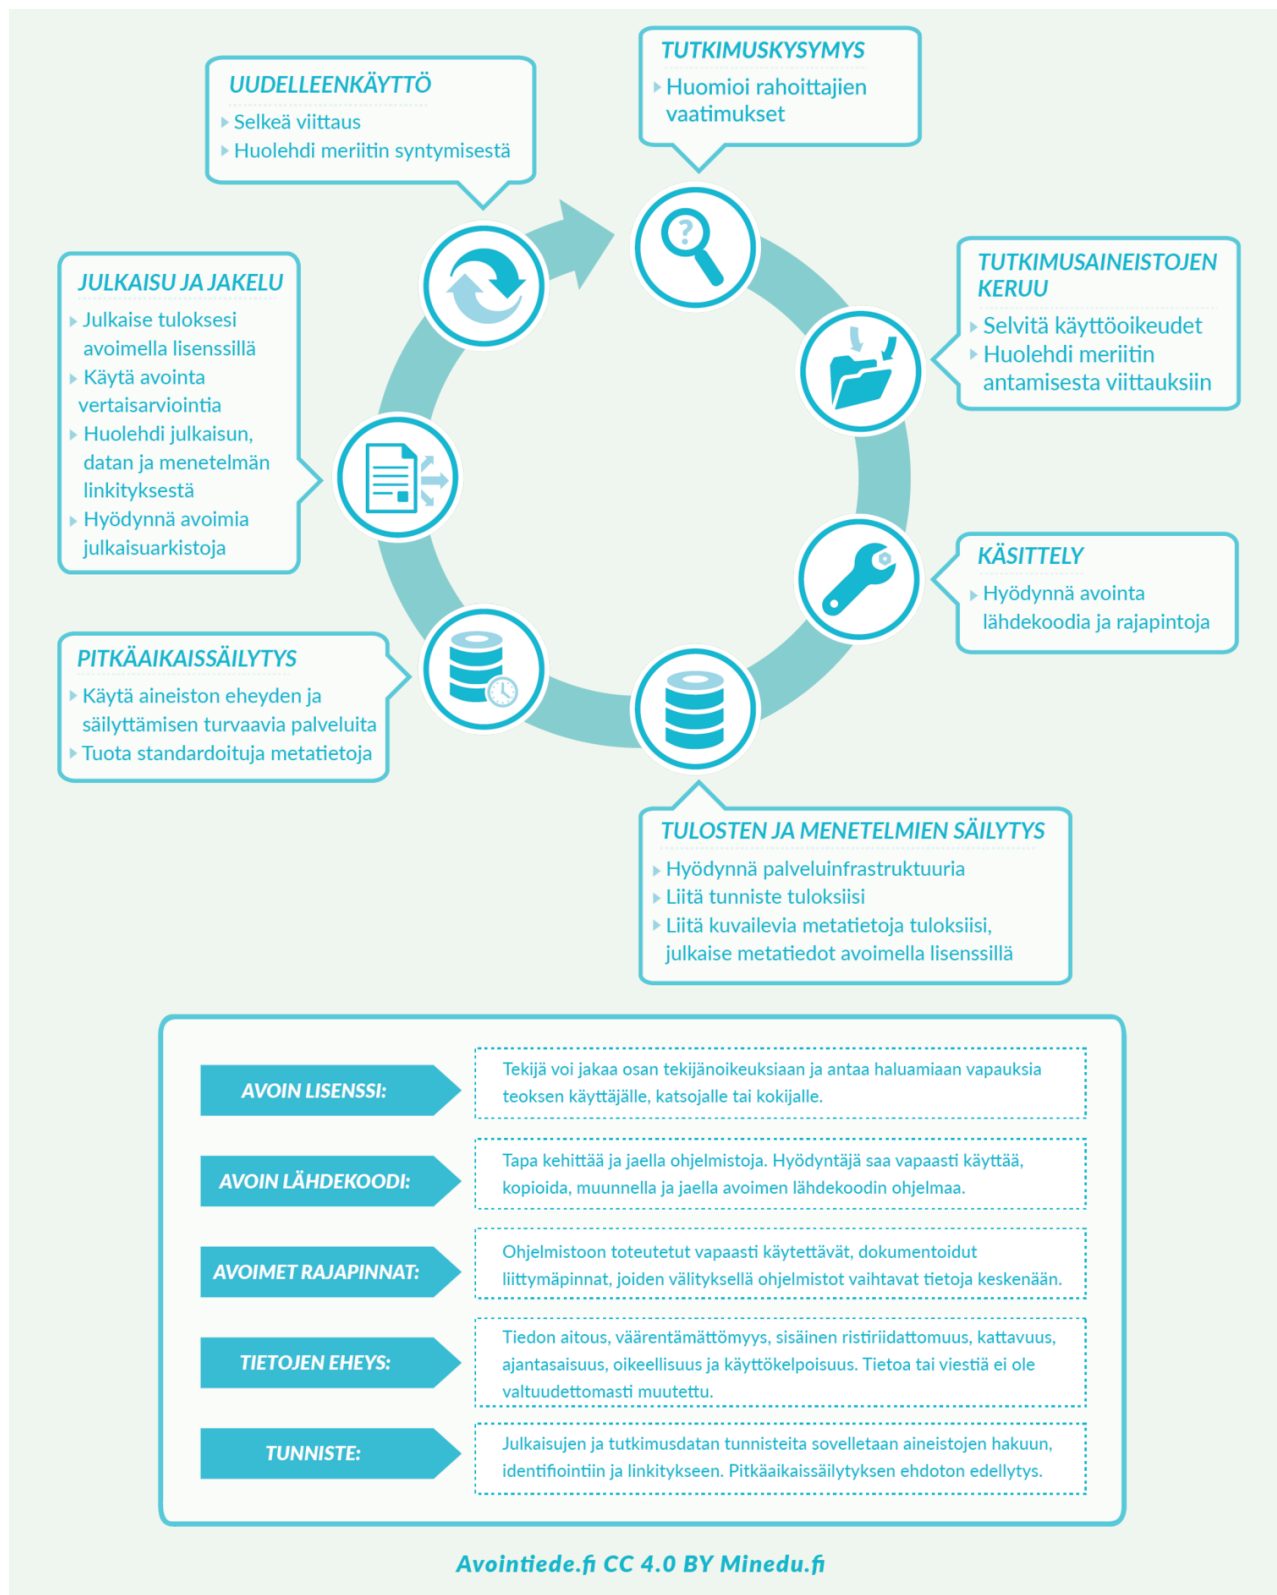 TUTKIMUSKYSYMYS
Huomioi rahoittajien
vaatimukset
TUTKIMUSAINEISTOJEN
KERUU
Selvitä käyttöoikeudet
Huolehdi meriitin
antamisesta viittauksiin
KÄSITTELY
Hyödynnä avointa
lähdekoodia ja rajapintoja
TULOSTEN JA MENETELMIEN SÄILYTYS
Hyödynnä palveluinfrastruktuuria
Liitä tunniste tuloksiisi
Liitä kuvailevia metatietoja tuloksiisi,
julkaise metatiedot avoimella lisenssillä
PITKÄAIKAISSÄILYTYS
Käytä aineiston eheyden ja
säilyttämisen turvaavia palveluita
Tuota standardoituja metatietoja
JULKAISU JA JAKELU
Julkaise tuloksesi
avoimella lisenssillä
Käytä avointa
vertaisarviointia
Huolehdi julkaisun,
datan ja menetelmän
linkityksestä
Hyödynnä avoimia
julkaisuarkistoja
UUDELLEENKÄYTTÖ
Selkeä viittaus
Huolehdi meriitin syntymisestä
?
AVOIN LISENSSI:
Tekijä voi jakaa osan tekijänoikeuksiaan ja antaa haluamiaan vapauksia
teoksen käyttäjälle, katsojalle tai kokijalle.
AVOIN LÄHDEKOODI:
Tapa kehittää ja jaella ohjelmistoja. Hyödyntäjä saa vapaasti käyttää,
kopioida, muunnella ja jaella avoimen lähdekoodin ohjelmaa.
AVOIMET RAJAPINNAT:
Ohjelmistoon toteutetut vapaasti käytettävät, dokumentoidut
liittymäpinnat, joiden välityksellä ohjelmistot vaihtavat tietoja keskenään.
TIETOJEN EHEYS:
Tiedon aitous, väärentämättömyys, sisäinen ristiriidattomuus, kattavuus,
ajantasaisuus, oikeellisuus ja käyttökelpoisuus. Tietoa tai viestiä ei ole
valtuudettomasti muutettu.
TUNNISTE:
Julkaisujen ja tutkimusdatan tunnisteita sovelletaan aineistojen hakuun,
identifiointiin ja linkitykseen. Pitkäaikaissäilytyksen ehdoton edellytys.
Avointiede.fi CC 4.0 BY Minedu.fi